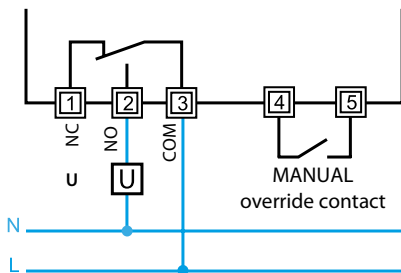 1 2 3 4 5
NC NO COM
U U
MANUAL
override contact
N
L